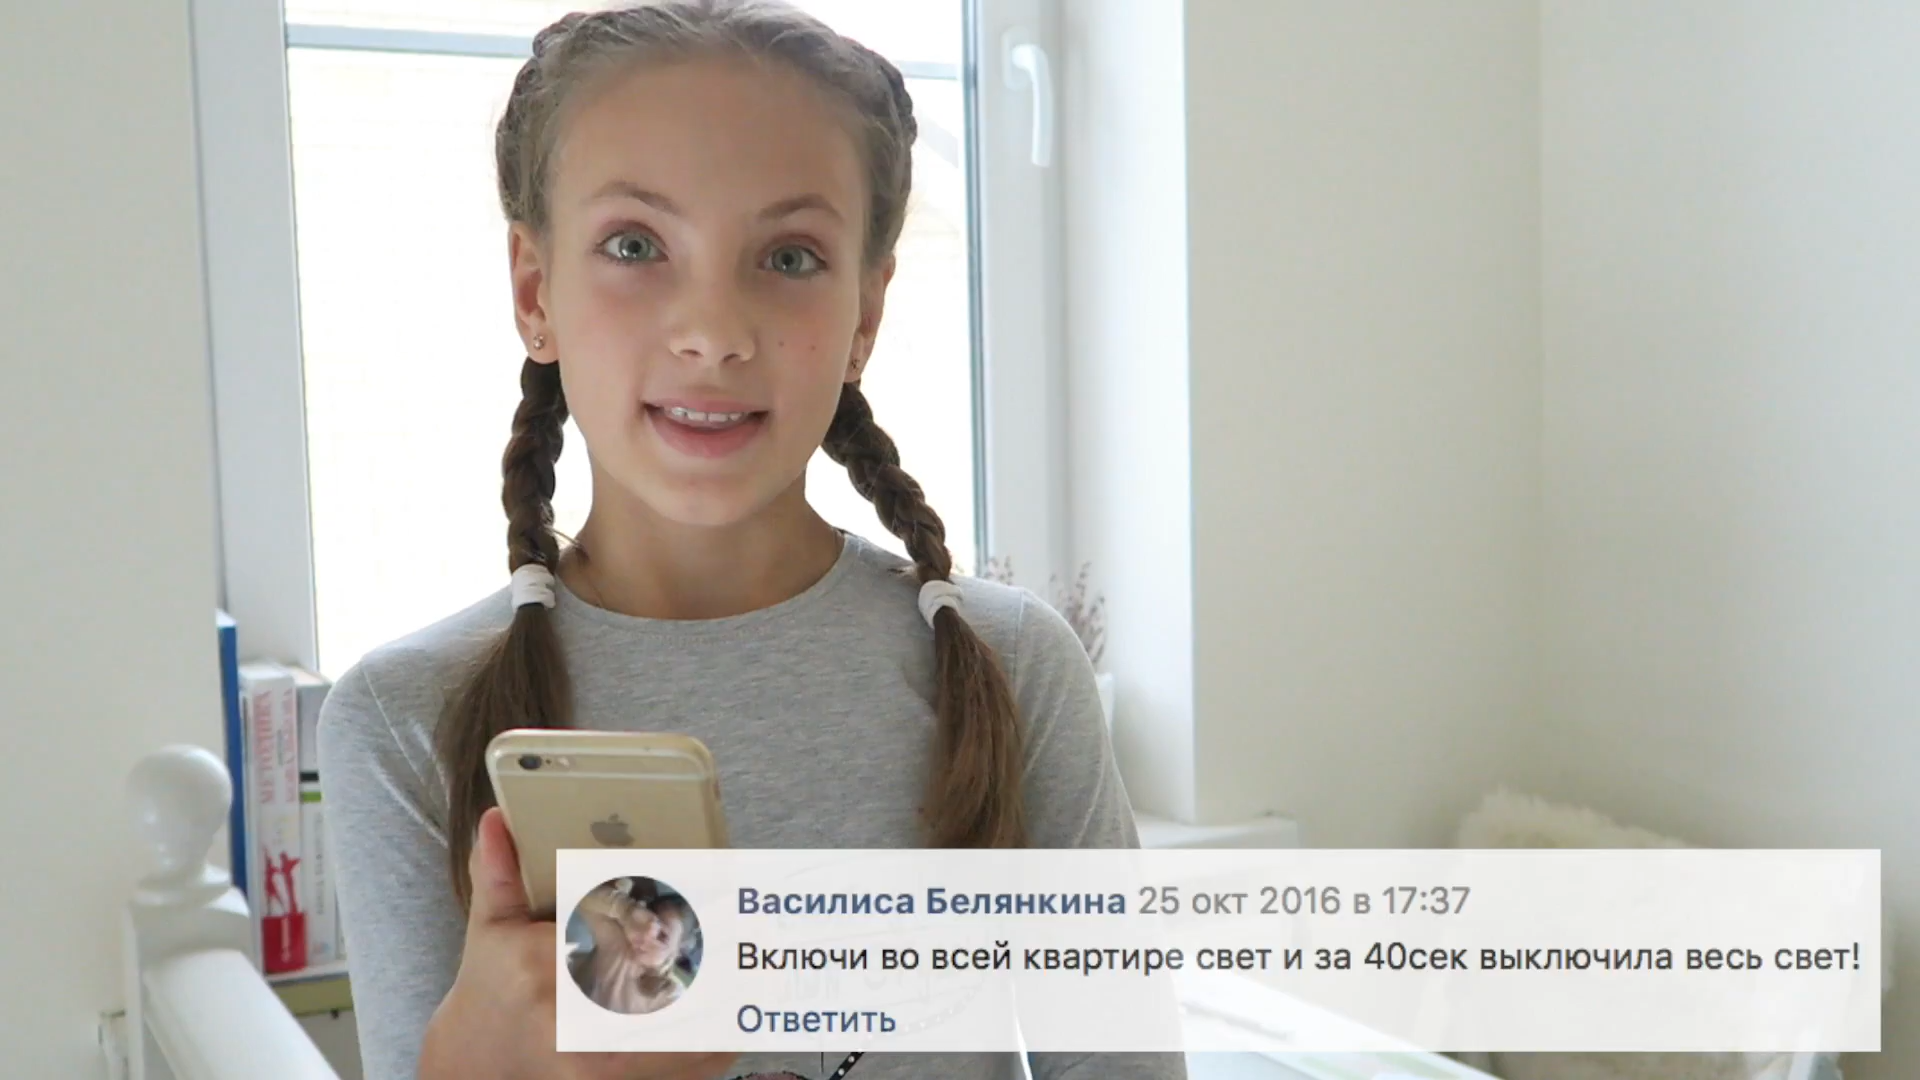 Василиса Белянкина 25 окт 2016 в 17:37
Включи во всей квартире свет и за 40сек выключила весь свет!
Ответить